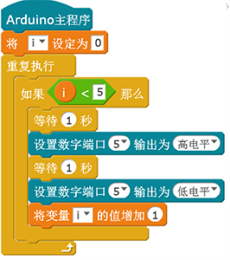 Arduino主程序
将 i 设定为 0
重复执行
如果 i < 5 那么
等待 1 秒
设置数字端口 5 输出为 高电平
等待 1 秒
设置数字端口 5 输出为 低电平
将变量 i 的值增加 1